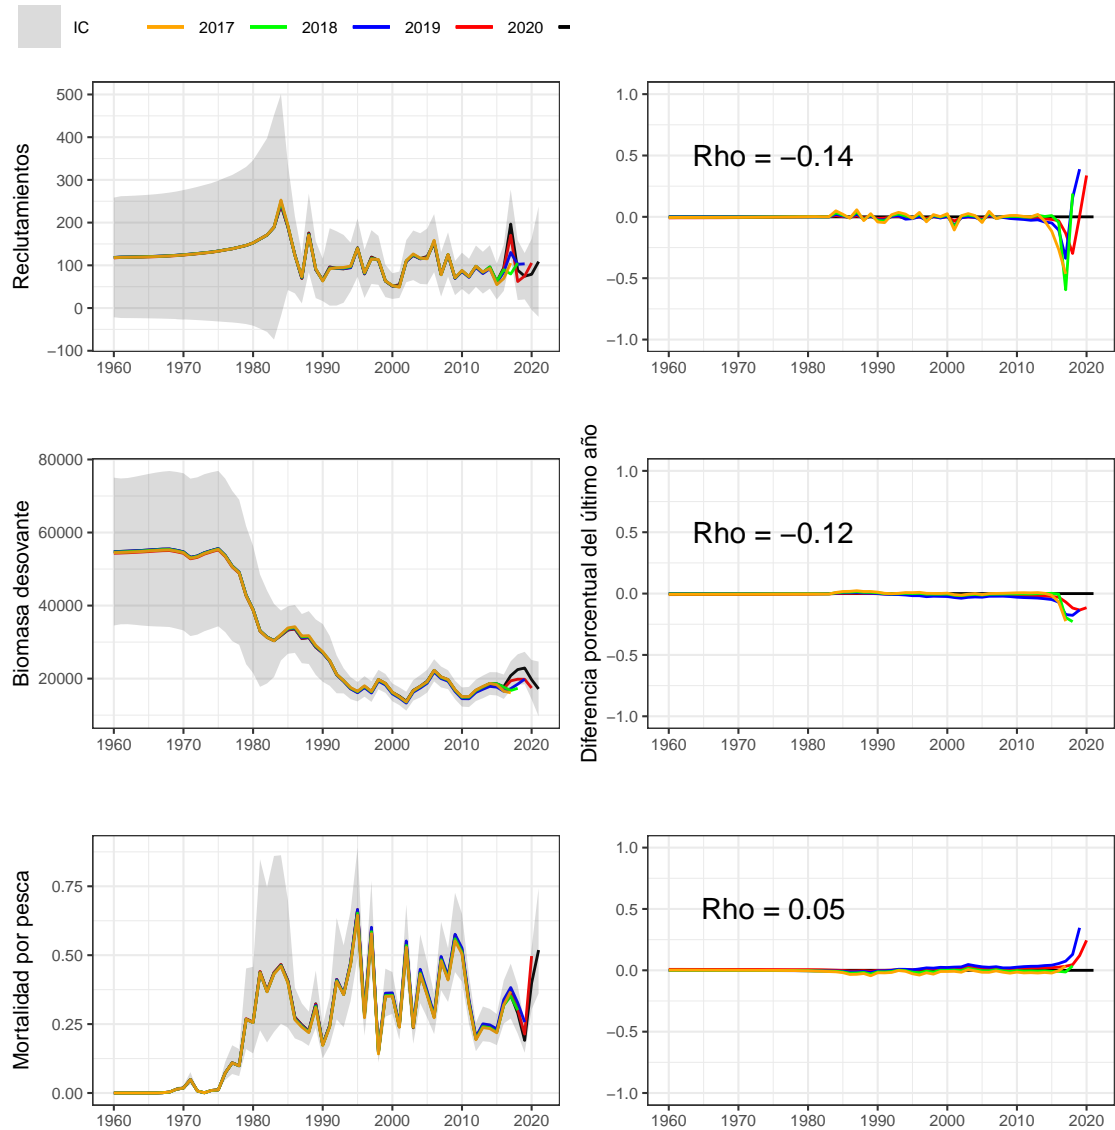 IC 2017 2018 2019 2020
Reclutamientos
500
400
300
200
100
0
−100
1960 1970 1980 1990 2000 2010 2020
1.0
0.5
0.0
−0.5
−1.0
Rho = −0.14
1960 1970 1980 1990 2000 2010 2020
Biomasa desovante
80000
60000
40000
20000
1960 1970 1980 1990 2000 2010 2020
Diferencia porcentual del último año
1.0
0.5
0.0
−0.5
−1.0
Rho = −0.12
1960 1970 1980 1990 2000 2010 2020
Mortalidad por pesca
0.75
0.50
0.25
0.00
1960 1970 1980 1990 2000 2010 2020
1.0
0.5
0.0
−0.5
−1.0
Rho = 0.05
1960 1970 1980 1990 2000 2010 2020